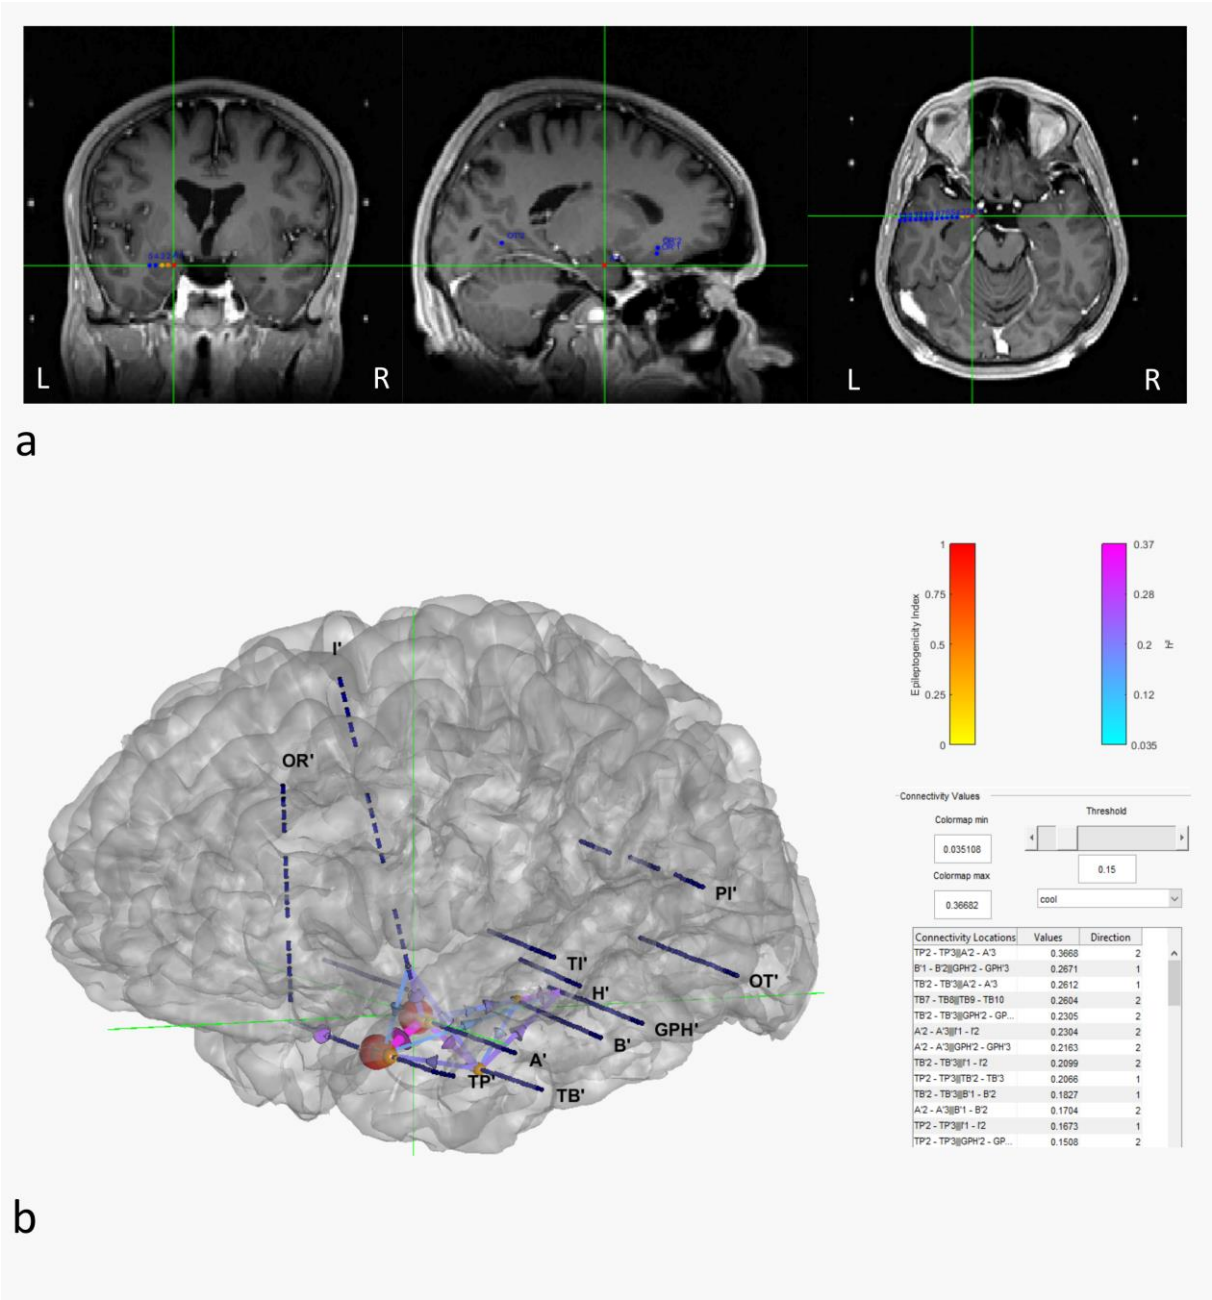 OT'2
L
R
L
R
a
I'
OR'
PI'
TI'
OT'
H'
GPH'
B'
A'
TP'
TB'
1
0.75
0.5
0.25
0
Epileptogenicity Index
0.37
0.28
0.2
0.12
0.035
h²
Connectivity Values
Colormap min
Threshold
0.035108
0.15
Colormap max
0.36682
cool
Connectivity Locations Values Direction
TP'2 - TP'3|||A'2 - A'3 0.3668 2
B'1 - B'2|||GPH'2 - GPH'3 0.2671 1
TB'2 - TB'3|||A'2 - A'3 0.2612 1
TB'7 - TB'8|||TB'9 - TB'10 0.2604 2
TB'2 - TB'3|||GPH'2 - GP... 0.2305 1
A'2 - A'3|||I'1 - I'2 0.2304 2
A'2 - A'3|||GPH'2 - GPH'3 0.2163 2
TB'2 - TB'3|||I'1 - I'2 0.2099 2
TP'2 - TP'3|||TB'2 - TB'3 0.2066 1
TB'2 - TB'3|||B'1 - B'2 0.1827 1
A'2 - A'3|||B'1 - B'2 0.1704 2
TP'2 - TP'3|||I'1 - I'2 0.1673 1
TP'2 - TP'3|||GPH'2 - GP... 0.1508 2
b